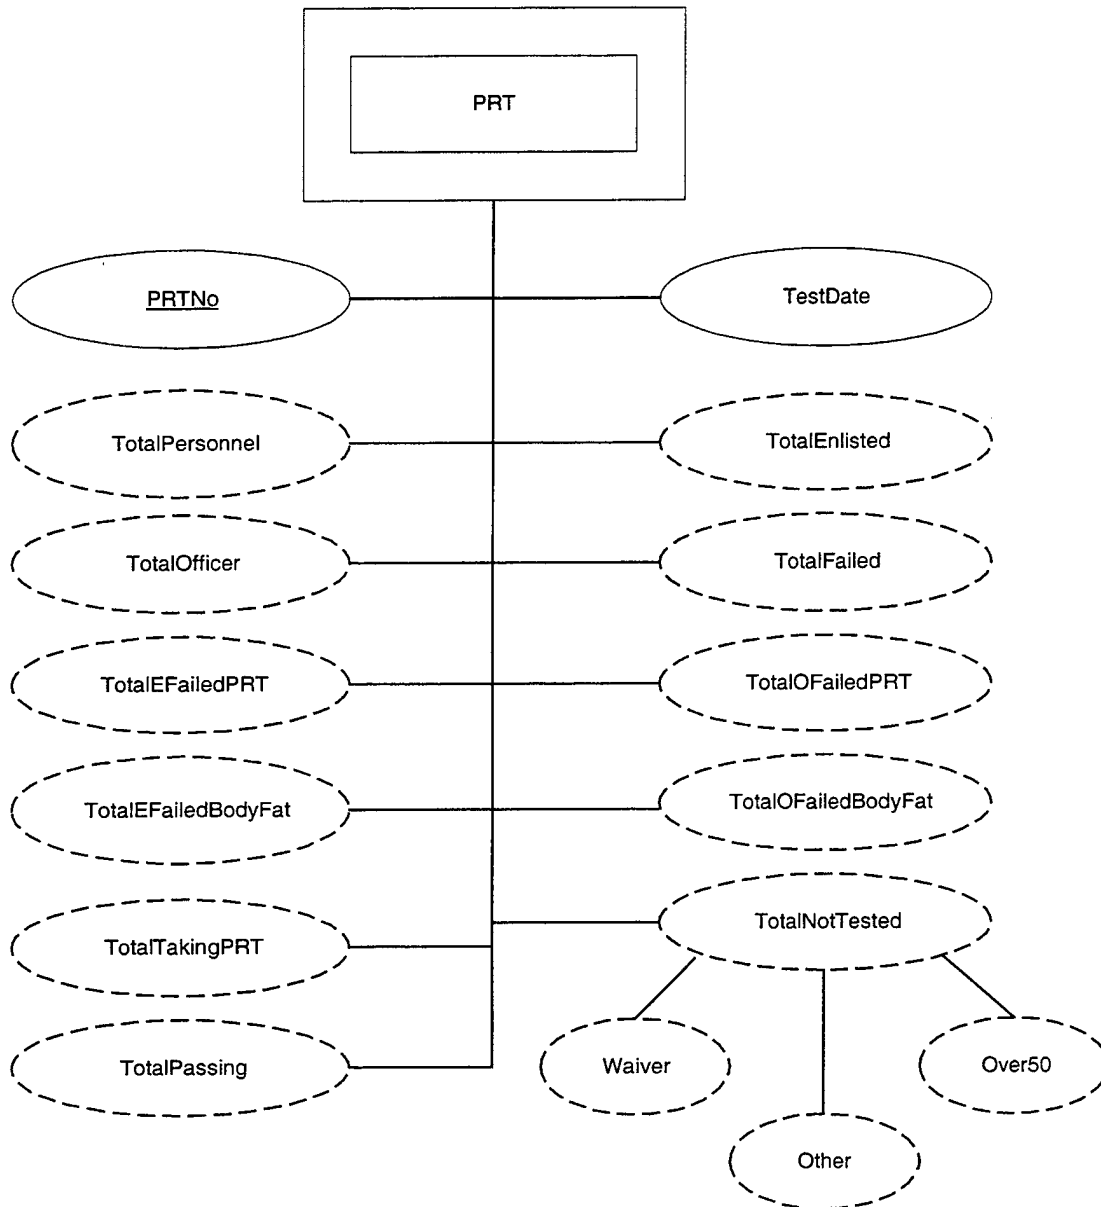 PRT
PRTNo
TestDate
TotalPersonnel
TotalEnlisted
TotalOfficer
TotalFailed
TotalEFailedPRT
TotalOFailedPRT
TotalEFailedBodyFat
TotalOFailedBodyFat
TotalTakingPRT
TotalNotTested
TotalPassing
Waiver
Over50
Other